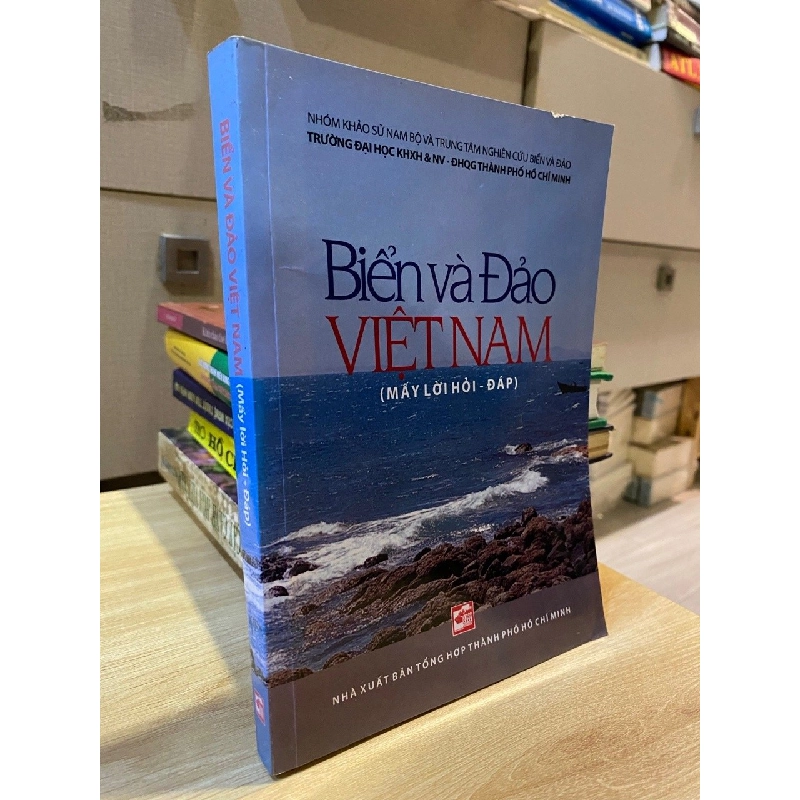 NHÓM KHẢO SỬ NAM BỘ VÀ TRUNG TÂM NGHIÊN CỨU BIỂN VÀ ĐẢO
TRƯỜNG ĐẠI HỌC KHXH & NV - ĐHQG THÀNH PHỐ HỒ CHÍ MINH
Biển và Đảo
VIỆT NAM
(MẤY LỜI HỎI - ĐÁP)
NHÀ XUẤT BẢN TỔNG HỢP THÀNH PHỐ HỒ CHÍ MINH
BIỂN VÀ ĐẢO VIỆT NAM (Mấy lời Hỏi - Đáp)